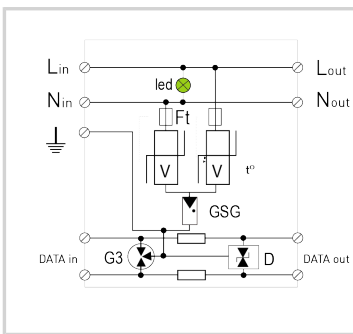 Lin Lout
led
Nin Nout
Ft
V V t°
GSG
DATA in G3 D DATA out